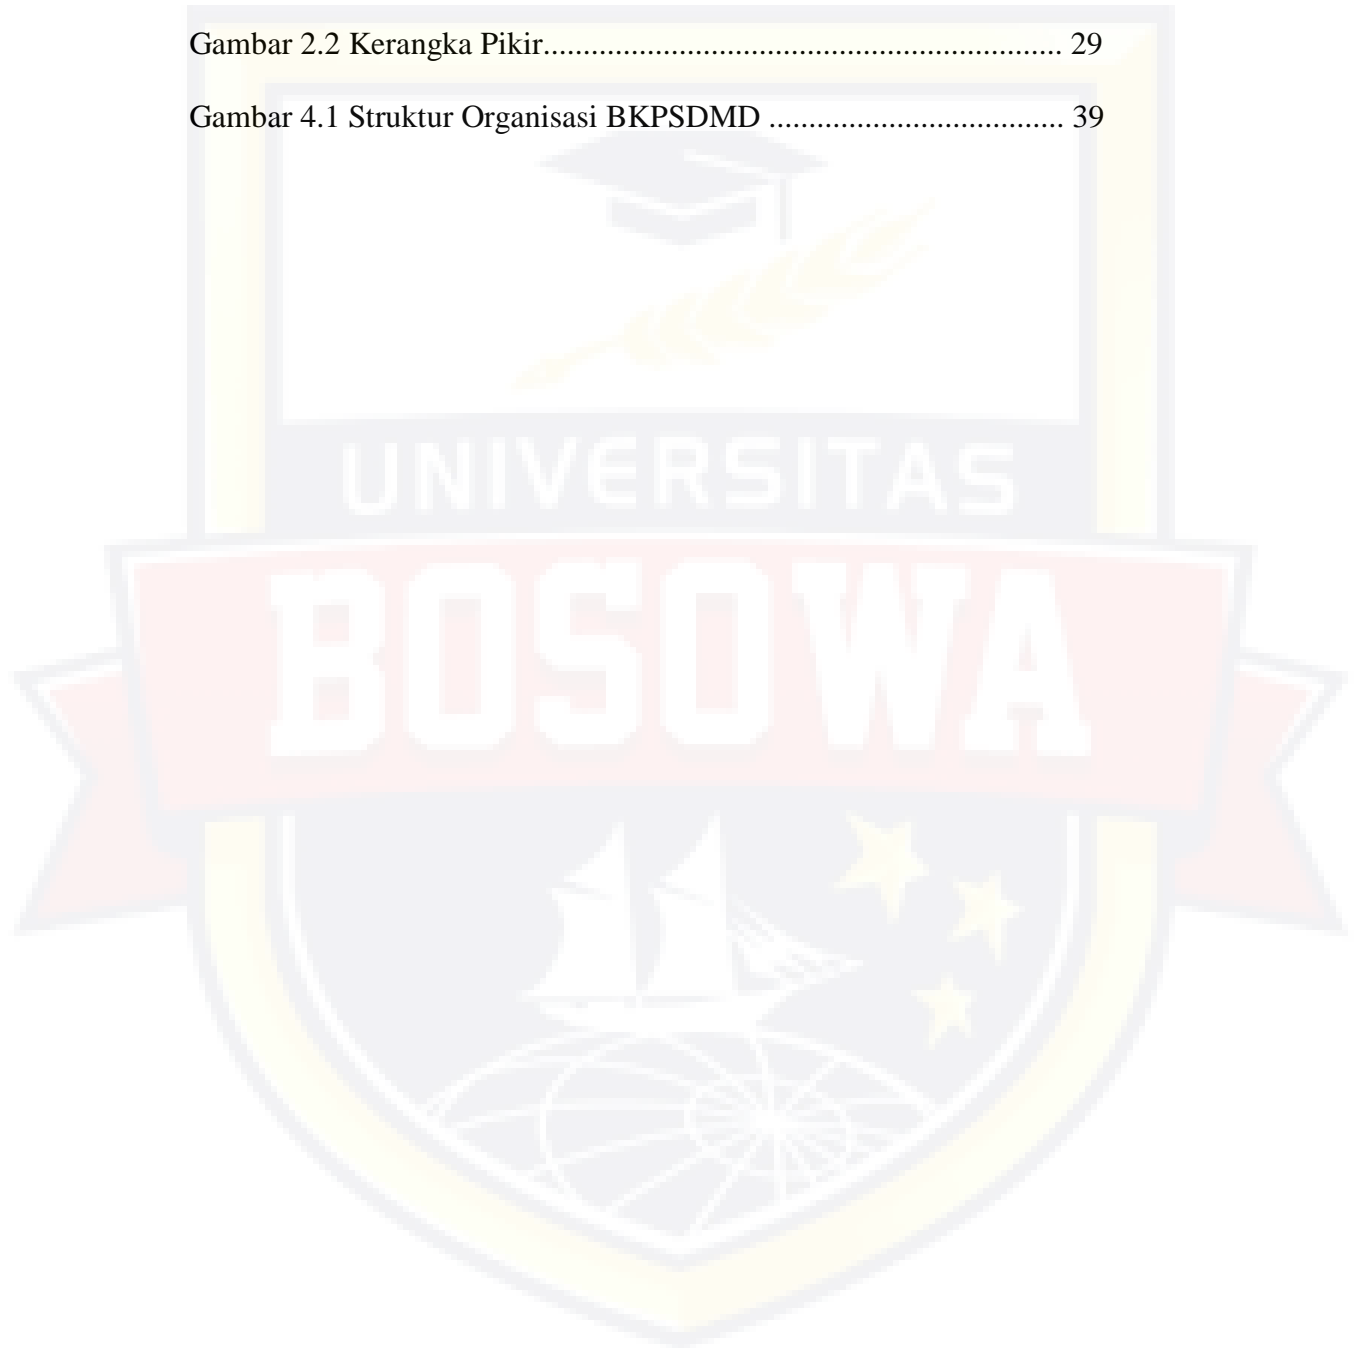 Gambar 2.2 Kerangka Pikir................................................................. 29
Gambar 4.1 Struktur Organisasi BKPSDMD ..................................... 39
UNIVERSITAS
BOSOWA